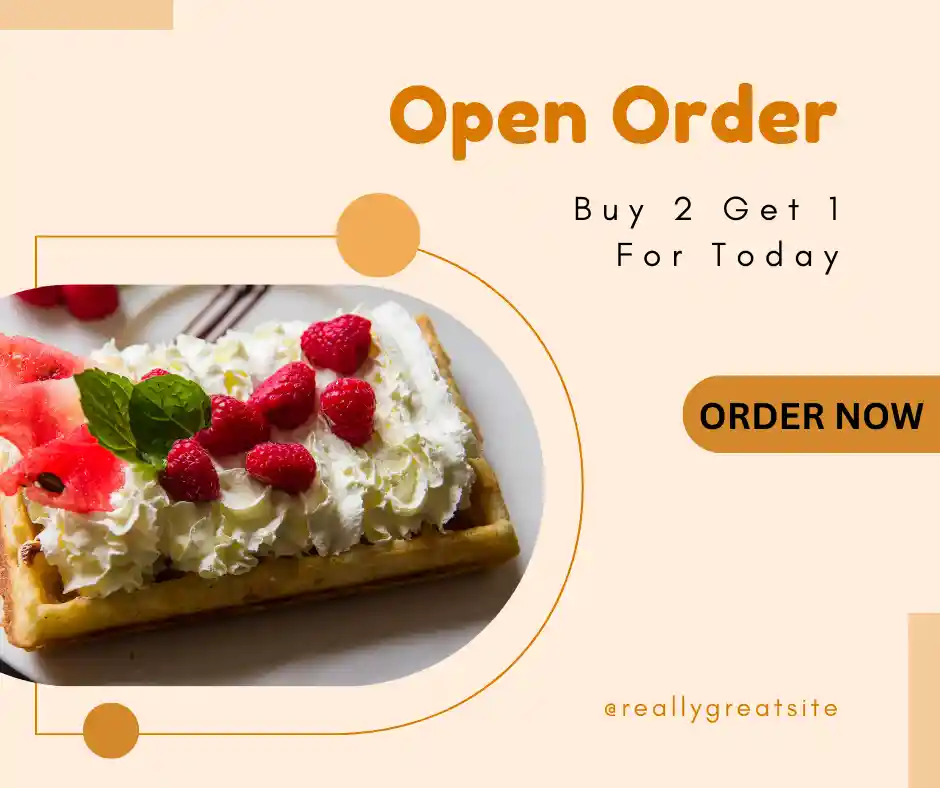 Open Order
Buy 2 Get 1
For Today
ORDER NOW
@reallygreatsite